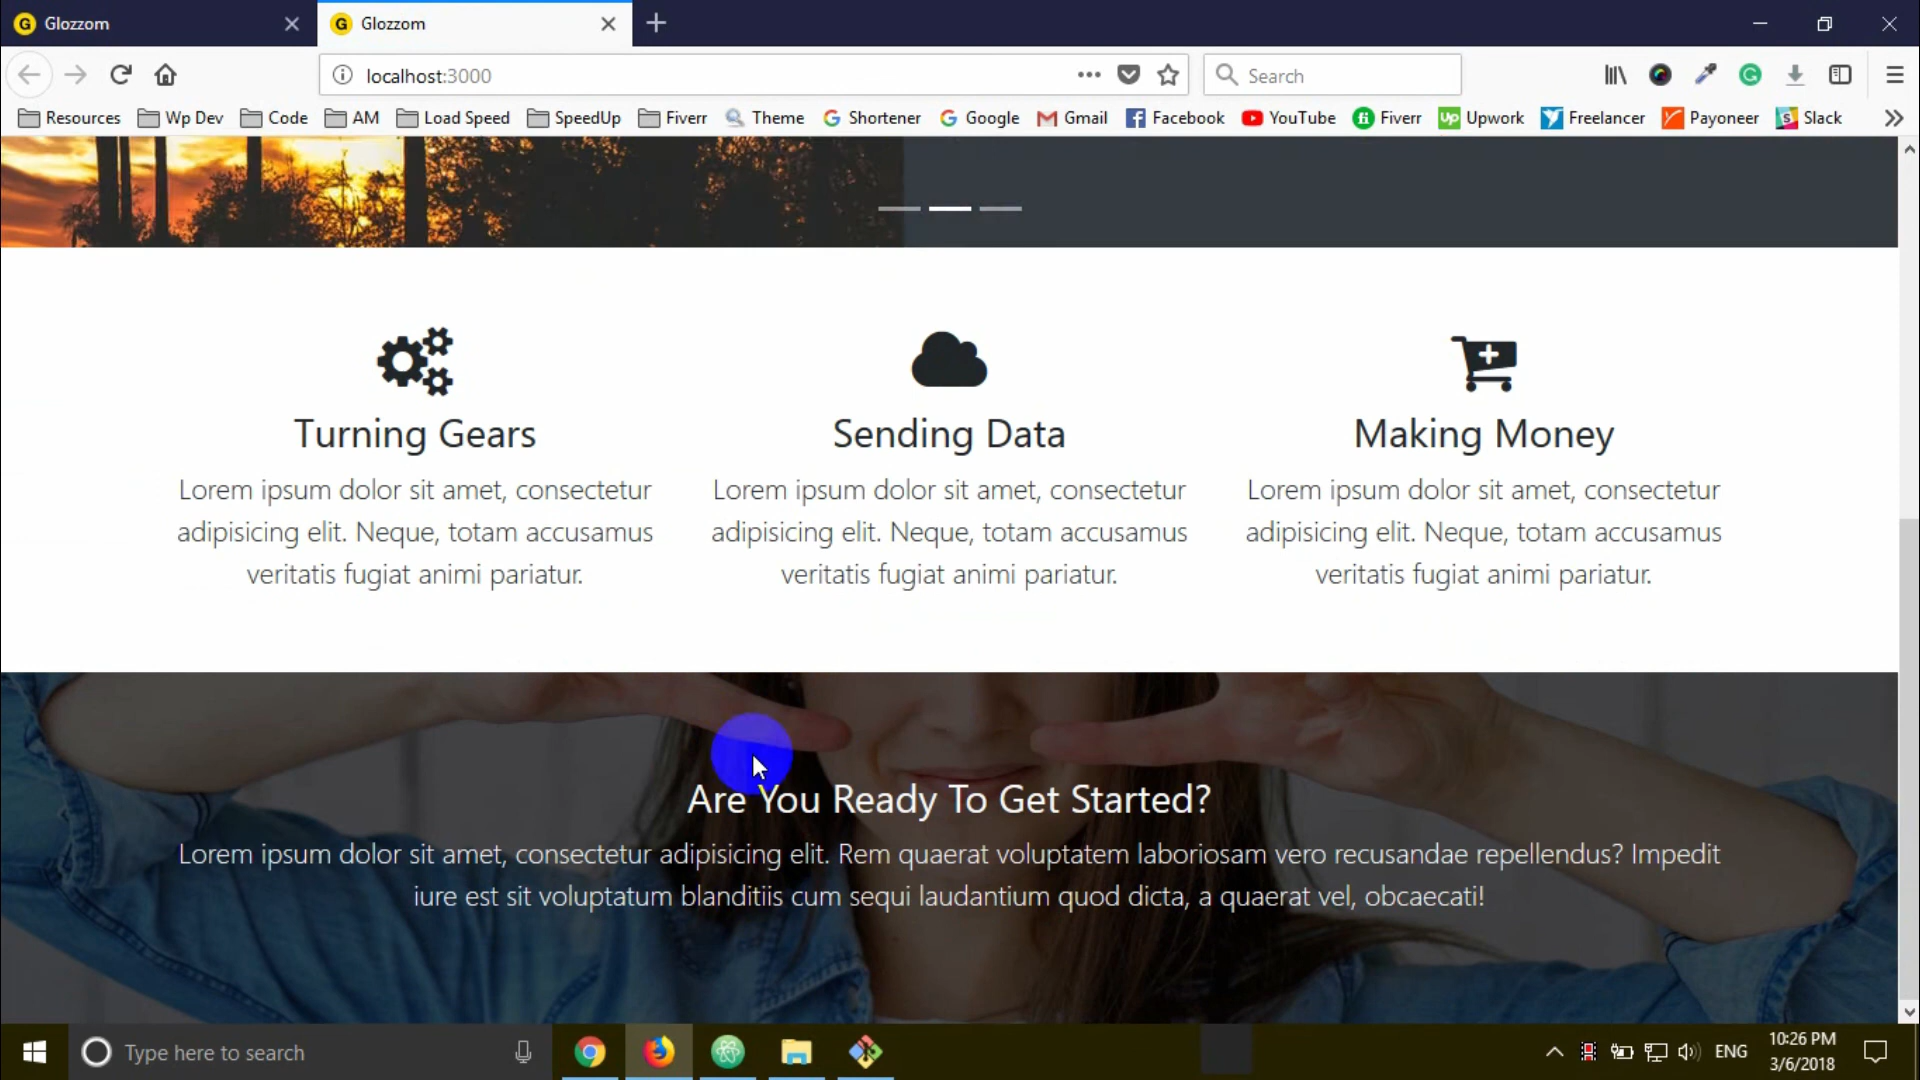 Glozzom
Glozzom
localhost:3000
Search
Resources Wp Dev Code AM Load Speed SpeedUp Fiverr Theme Shortener Google Gmail Facebook YouTube Fiverr Upwork Freelancer Payoneer Slack
Turning Gears
Lorem ipsum dolor sit amet, consectetur
adipisicing elit. Neque, totam accusamus
veritatis fugiat animi pariatur.
Sending Data
Lorem ipsum dolor sit amet, consectetur
adipisicing elit. Neque, totam accusamus
veritatis fugiat animi pariatur.
Making Money
Lorem ipsum dolor sit amet, consectetur
adipisicing elit. Neque, totam accusamus
veritatis fugiat animi pariatur.
Are You Ready To Get Started?
Lorem ipsum dolor sit amet, consectetur adipisicing elit. Rem quaerat voluptatem laboriosam vero recusandae repellendus? Impedit
iure est sit voluptatum blanditiis cum sequi laudantium quod dicta, a quaerat vel, obcaecati!
Type here to search
ENG
10:26 PM
3/6/2018